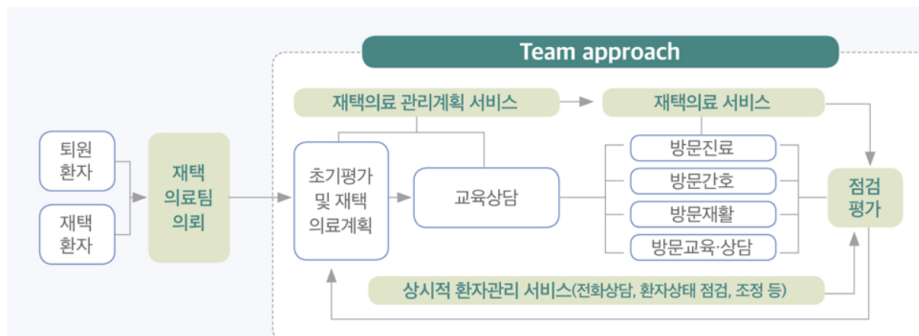 Team approach
재택의료 관리계획 서비스
재택의료 서비스
퇴원
환자
재택
환자
재택
의료팀
의뢰
초기평가
및 재택
의료계획
교육상담
방문진료
방문간호
방문재활
방문교육·상담
점검
평가
상시적 환자관리 서비스(전화상담, 환자상태 점검, 조정 등)